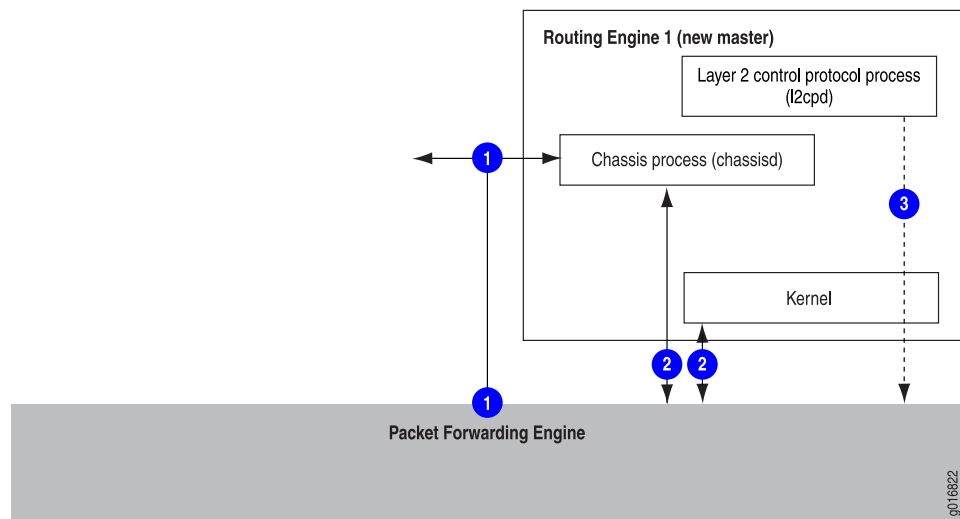 Routing Engine 1 (new master)
Layer 2 control protocol process
(l2cpd)
1
Chassis process (chassisd)
3
Kernel
2
2
1
Packet Forwarding Engine
g016822